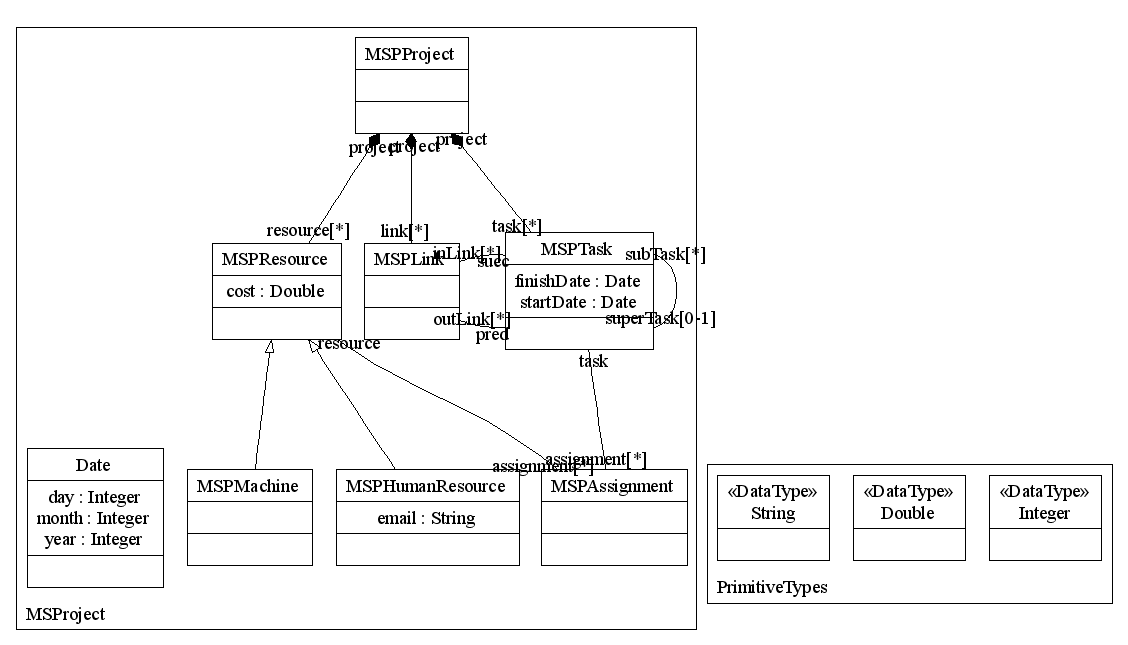 MSPProject
project
project
project
resource[*]
link[*]
task[*]
MSPResource
cost : Double
MSPLink
inLink[*]
succ
outLink[*]
pred
MSPTask
finishDate : Date
startDate : Date
subTask[*]
superTask[0-1]
resource
task
assignment[*]
assignment[*]
Date
day : Integer
month : Integer
year : Integer
MSPMachine
MSPHumanResource
email : String
MSPAssignment
MSProject
«DataType»
String
«DataType»
Double
«DataType»
Integer
PrimitiveTypes